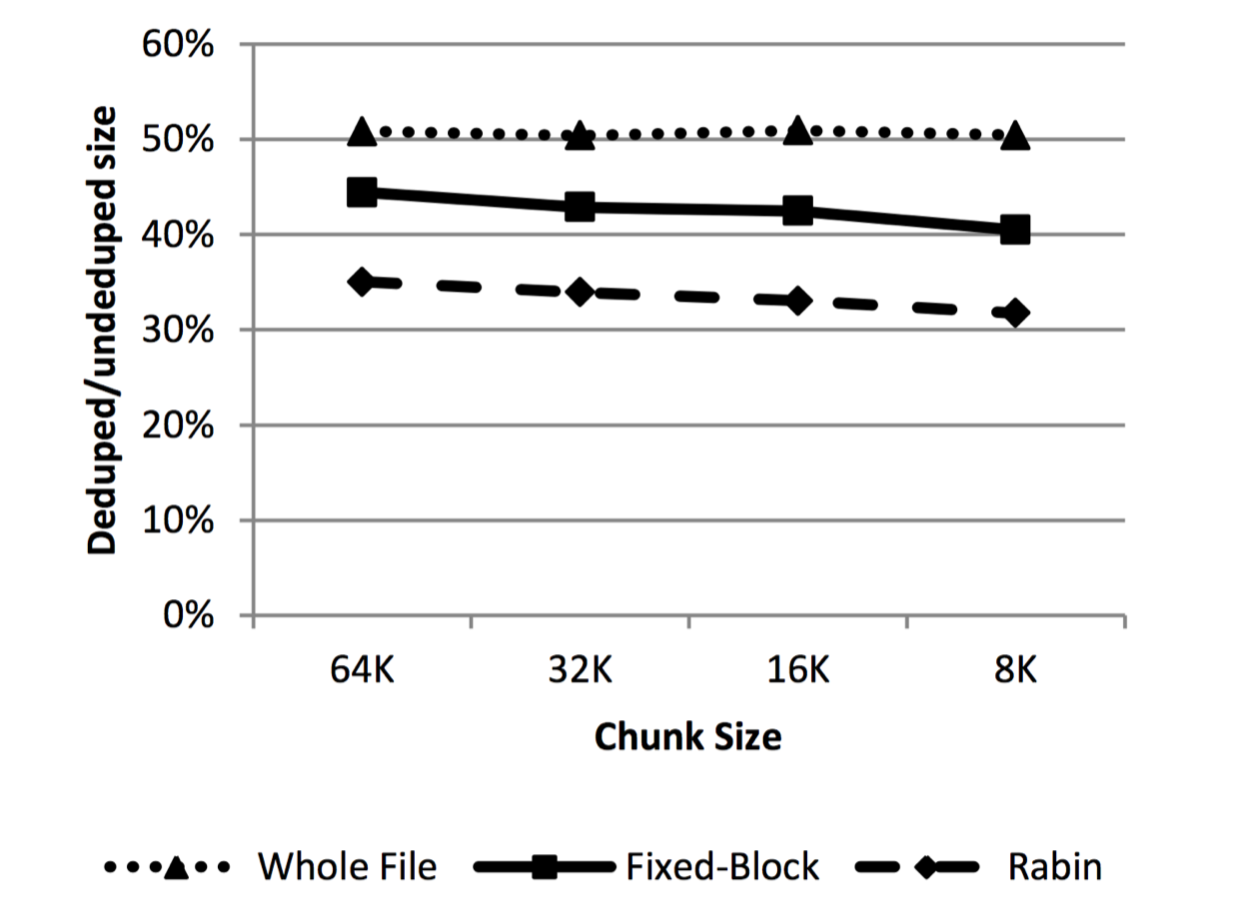 60%
50%
40%
30%
20%
10%
0%
Deduped/undeduped size
64K 32K 16K 8K
Chunk Size
Whole File Fixed-Block Rabin